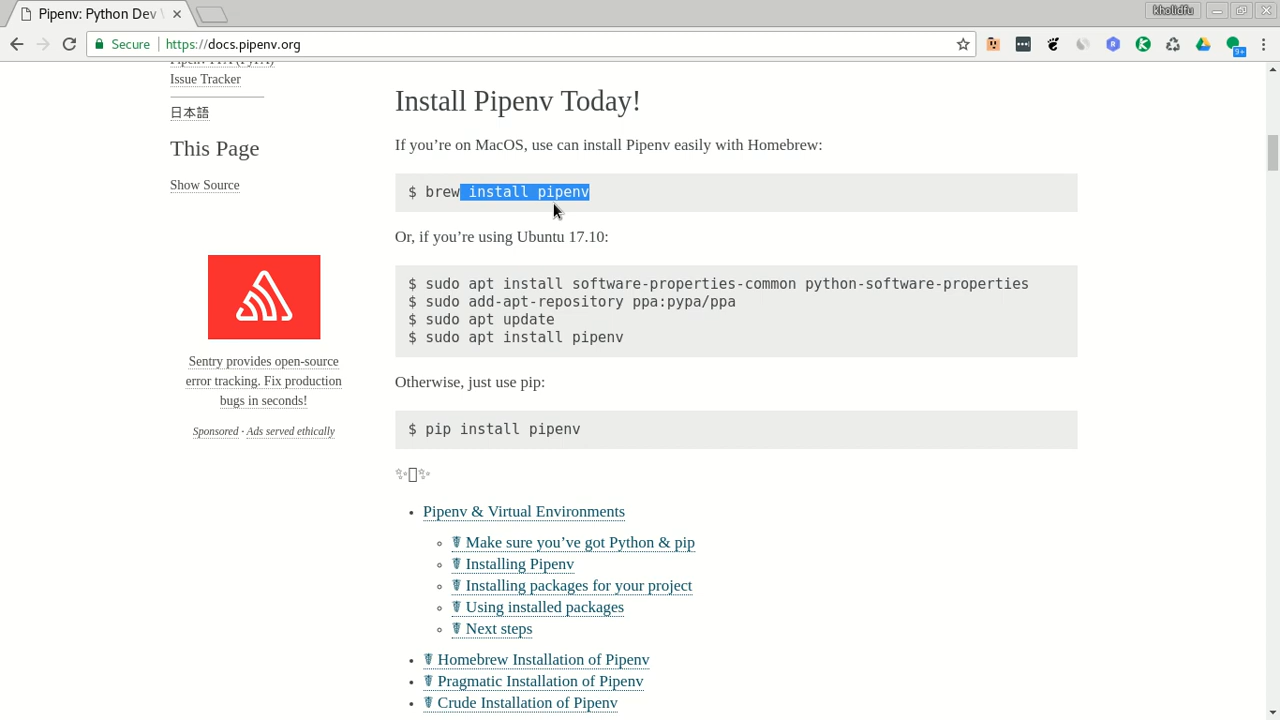 Pipenv: Python Dev
kholidfu
Secure
https://docs.pipenv.org
9+
Issue Tracker
日本語
This Page
Show Source
Sentry provides open-source
error tracking. Fix production
bugs in seconds!
Sponsored · Ads served ethically
Install Pipenv Today!
If you’re on MacOS, use can install Pipenv easily with Homebrew:
$ brew install pipenv
Or, if you’re using Ubuntu 17.10:
$ sudo apt install software-properties-common python-software-properties
$ sudo add-apt-repository ppa:pypa/ppa
$ sudo apt update
$ sudo apt install pipenv
Otherwise, just use pip:
$ pip install pipenv
✨▯✨
Pipenv & Virtual Environments
☤ Make sure you’ve got Python & pip
☤ Installing Pipenv
☤ Installing packages for your project
☤ Using installed packages
☤ Next steps
☤ Homebrew Installation of Pipenv
☤ Pragmatic Installation of Pipenv
☤ Crude Installation of Pipenv